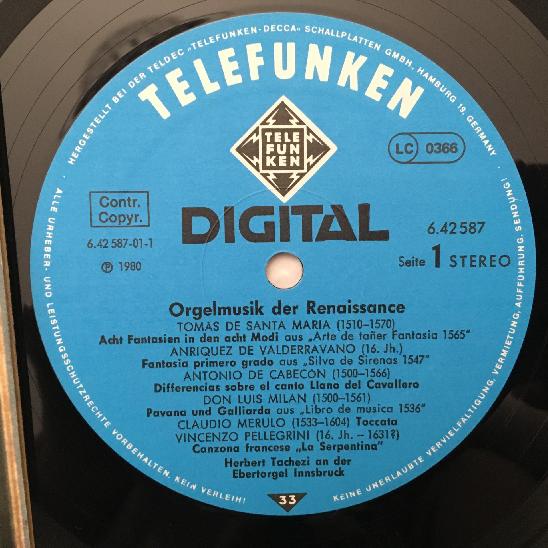 HERGESTELLT BEI DER TELDEC „TELEFUNKEN-DECCA" SCHALLPLATTEN GMBH, HAMBURG 19, GERMANY ·
TELEFUNKEN
TELE
FUN
KEN
LC 0366
Contr.
Copyr.
DIGITAL
6.42 587-01-1
6.42 587
℗ 1980
Seite 1 STEREO
Orgelmusik der Renaissance
TOMAS DE SANTA MARIA (1510–1570)
Acht Fantasien in den acht Modi aus „Arte de tañer Fantasia 1565"
ANRIQUEZ DE VALDERRAVANO (16. Jh.)
Fantasia primero grado aus „Silva de Sirenas 1547"
ANTONIO DE CABECON (1500–1566)
Differencias sobre el canto Llano del Cavallero
DON LUIS MILAN (1500–1561)
Pavana und Galliarda aus „Libro de musica 1536"
CLAUDIO MERULO (1533–1604) Toccata
VINCENZO PELLEGRINI (16. Jh. – 1631?)
Canzona francese „La Serpentina"
Herbert Tachezi an der
Ebertorgel Innsbruck
33
ALLE URHEBER- UND LEISTUNGSSCHUTZRECHTE VORBEHALTEN. KEIN VERLEIH!
KEINE UNERLAUBTE VERVIELFÄLTIGUNG, VERMIETUNG, AUFFÜHRUNG, SENDUNG!